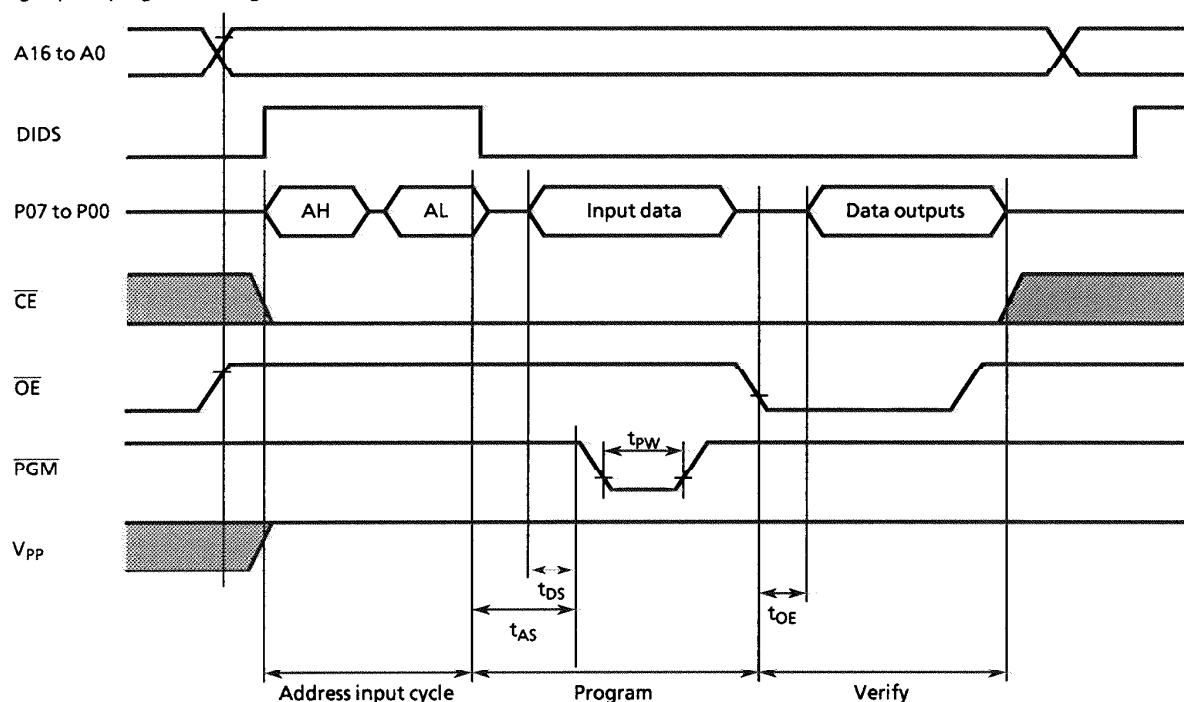 A16 to A0
DIDS
P07 to P00
AH
AL
Input data
Data outputs
CE
OE
PGM
tPW
VPP
tDS
tOE
tAS
Address input cycle
Program
Verify